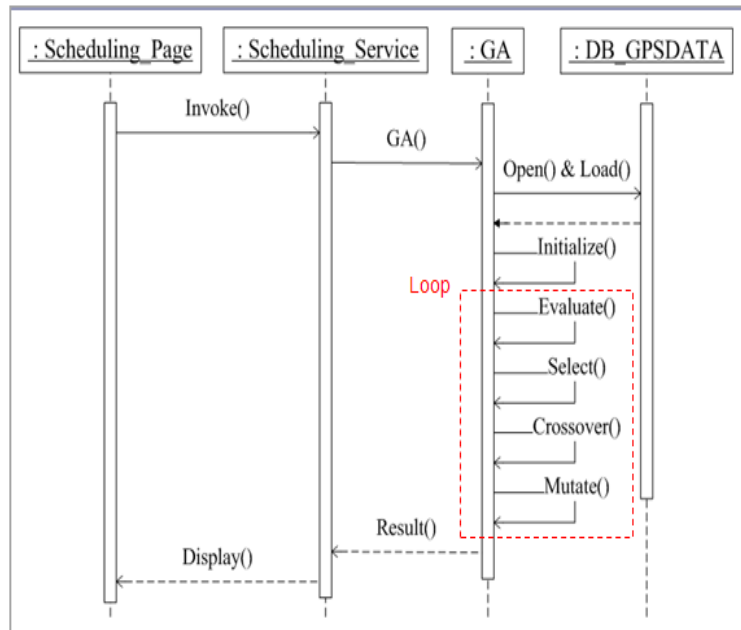 : Scheduling_Page
: Scheduling_Service
: GA
: DB_GPSDATA
Invoke()
GA()
Open() & Load()
Initialize()
Loop
Evaluate()
Select()
Crossover()
Mutate()
Result()
Display()